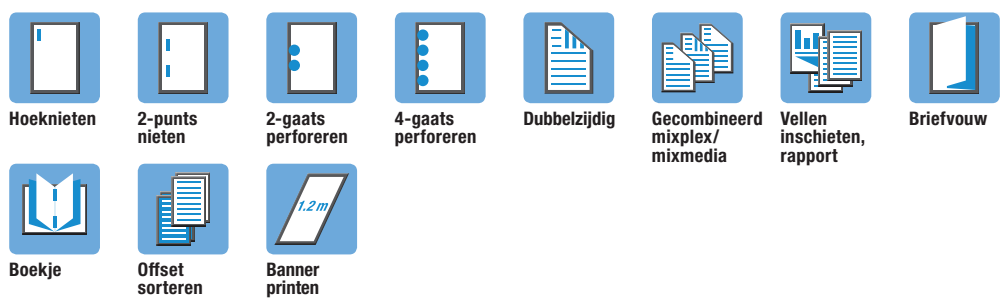 Hoeknieten
2-punts
nieten
2-gaats
perforeren
4-gaats
perforeren
Dubbelzijdig
Gecombineerd
mixplex/
mixmedia
Vellen
inschieten,
rapport
Briefvouw
Boekje
Offset
sorteren
1.2 m
Banner
printen